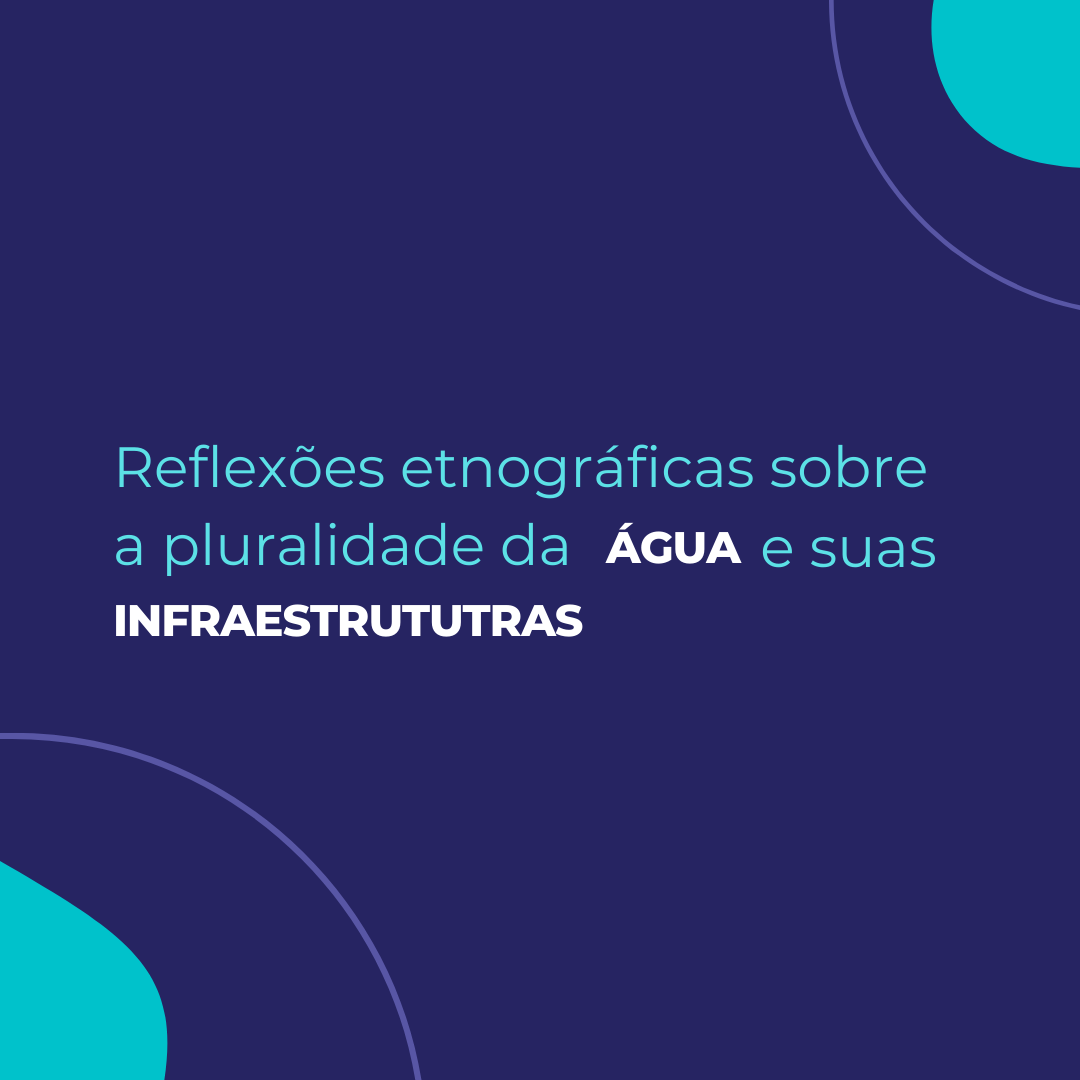 Reflexões etnográficas sobre
a pluralidade da ÁGUA e suas
INFRAESTRUTUTRAS